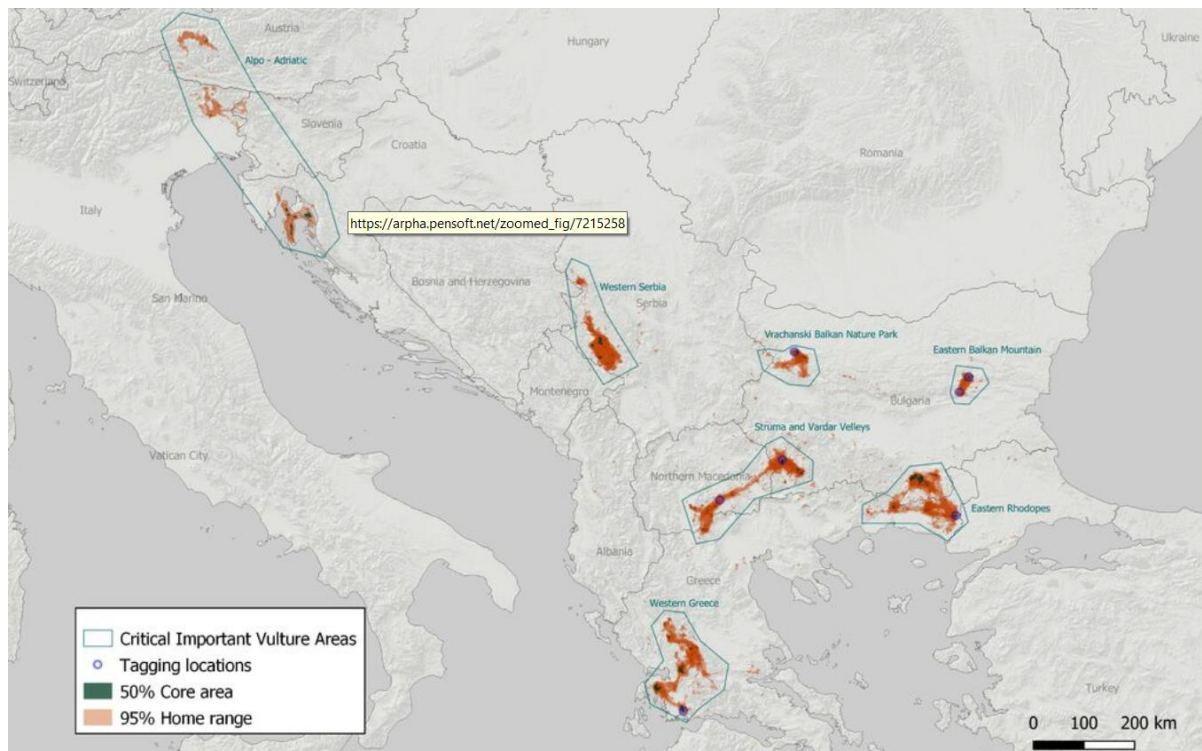 Austria
Hungary
Ukraine
Alpo - Adriatic
Switzerland
Slovenia
Croatia
Romania
Italy
https://arpha.pensoft.net/zoomed_fig/7215258
Bosnia and Herzegovina
Western Serbia
San Marino
Serbia
Vrachanski Balkan Nature Park
Eastern Balkan Mountain
Montenegro
Bulgaria
Struma and Vardar Velleys
Vatican City
Northern Macedonia
Eastern Rhodopes
Albania
Greece
Western Greece
Critical Important Vulture Areas
Tagging locations
50% Core area
95% Home range
Turkey
0 100 200 km